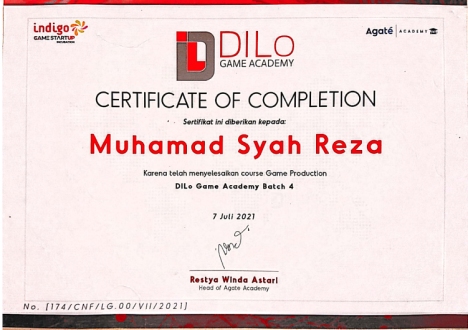 indigo
GAME STARTUP
INCUBATION
Agaté | ACADEMY
DILo
GAME ACADEMY
CERTIFICATE OF COMPLETION
Sertifikat ini diberikan kepada:
Muhamad Syah Reza
Karena telah menyelesaikan course Game Production
DILo Game Academy Batch 4
7 Juli 2021
Restya Winda Astari
Head of Agate Academy
No. [174/CNF/LG.00/VII/2021]